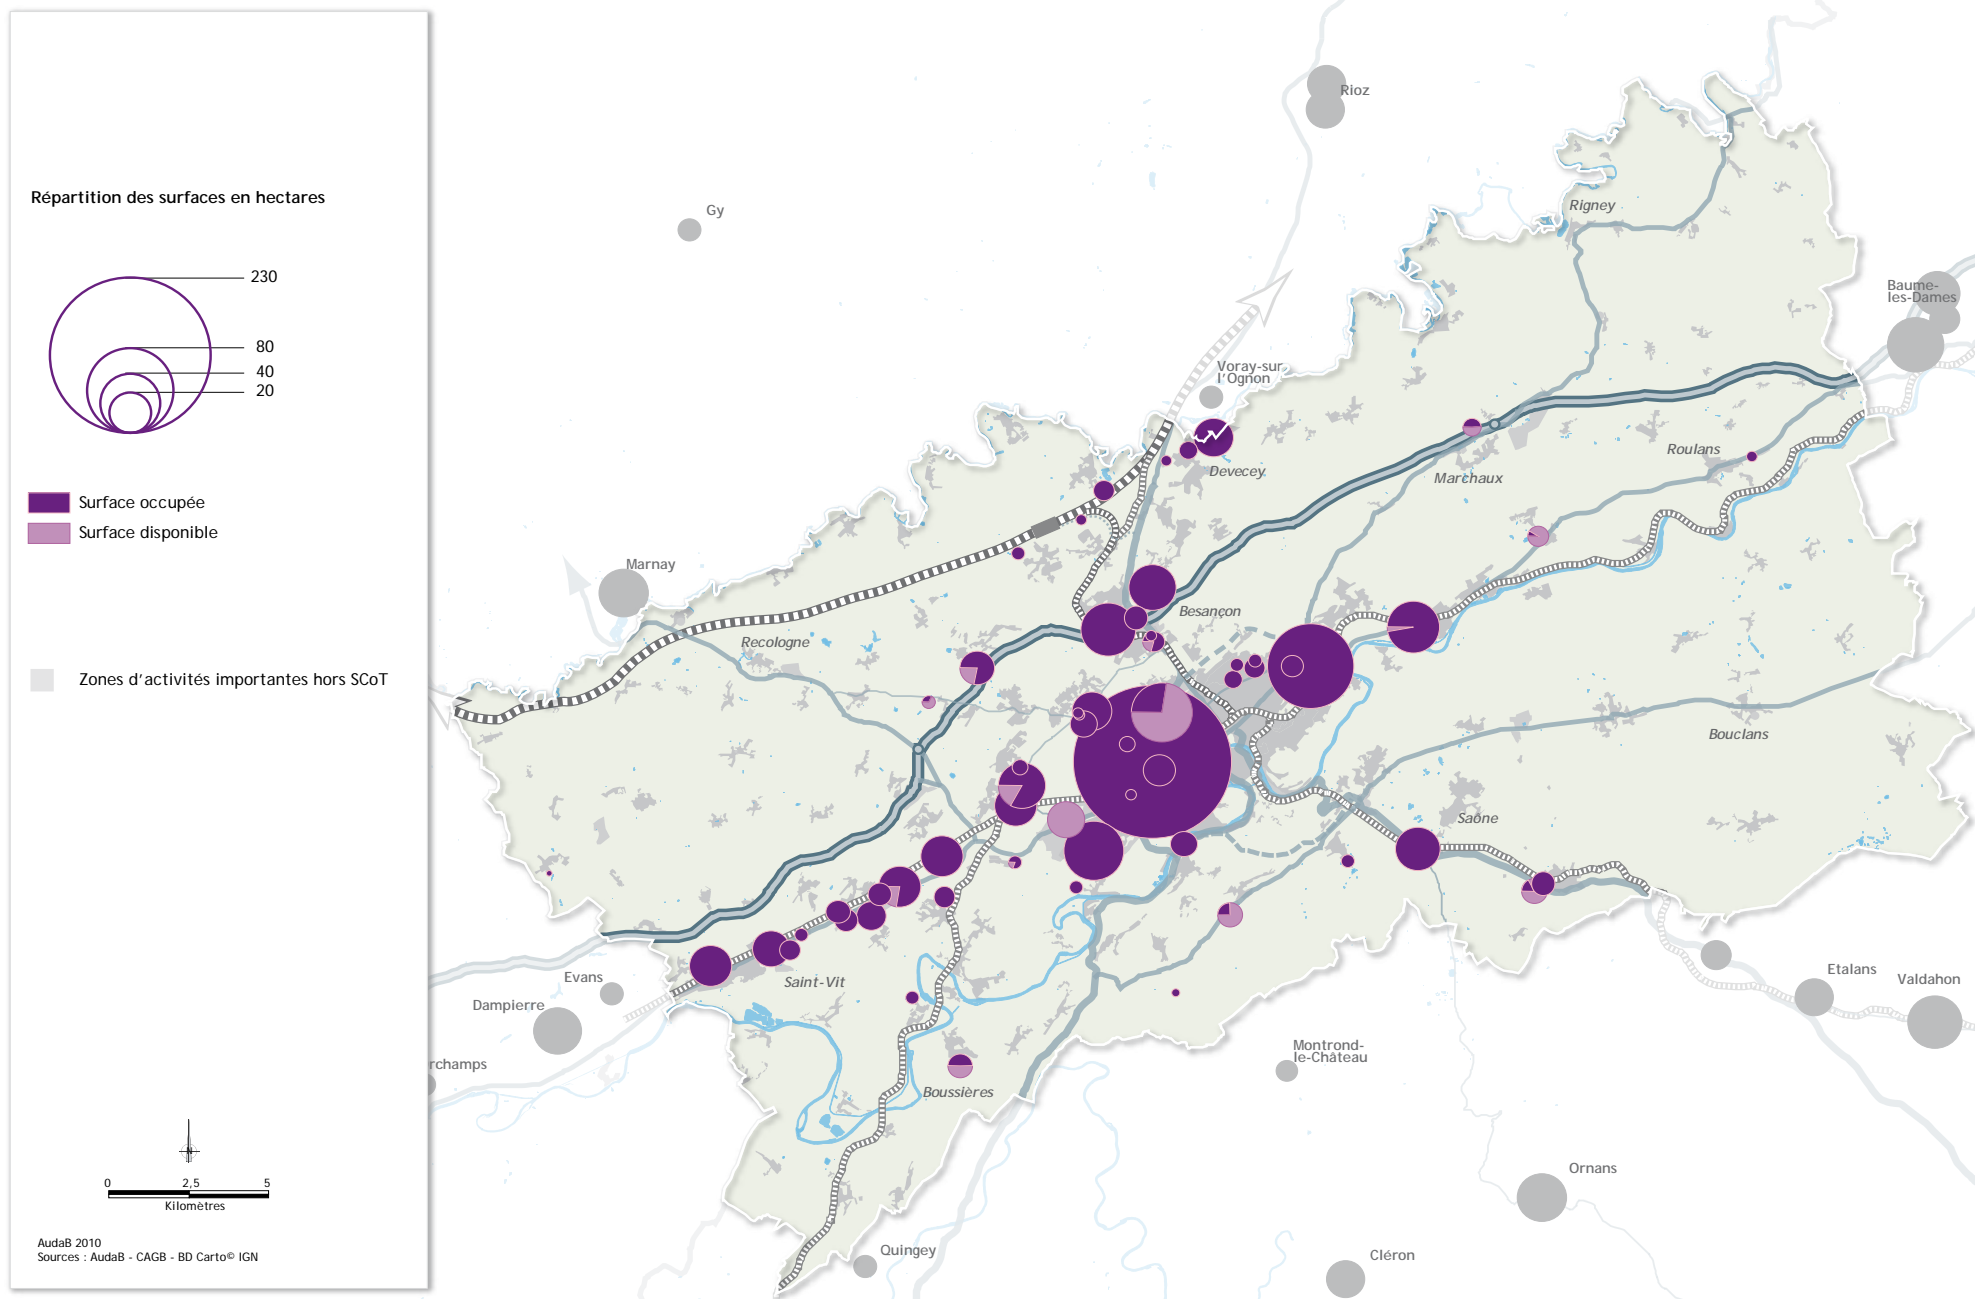 Répartition des surfaces en hectares
230
80
40
20
Surface occupée
Surface disponible
Zones d'activités importantes hors SCoT
N
0 2,5 5
Kilomètres
AudaB 2010
Sources : AudaB - CAGB - BD Carto© IGN
Rioz
Gy
Rigney
Baume-
les-Dames
Voray-sur
l'Ognon
Devecey
Marchaux
Roulans
Marnay
Besançon
Recologne
Bouclans
Saône
Saint-Vit
Evans
Dampierre
Etalans
Valdahon
rchamps
Montrond-
le-Château
Boussières
Ornans
Quingey
Cléron